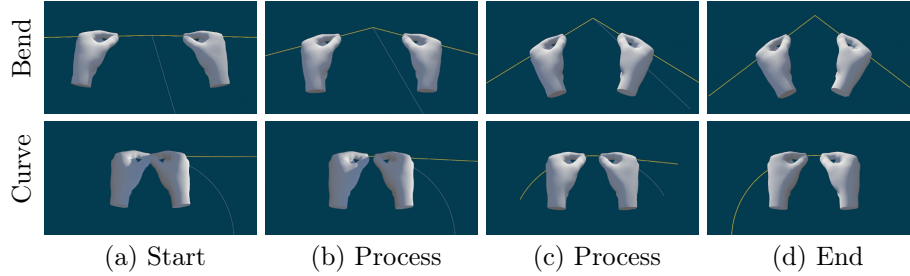 Bend
Curve
(a) Start
(b) Process
(c) Process
(d) End